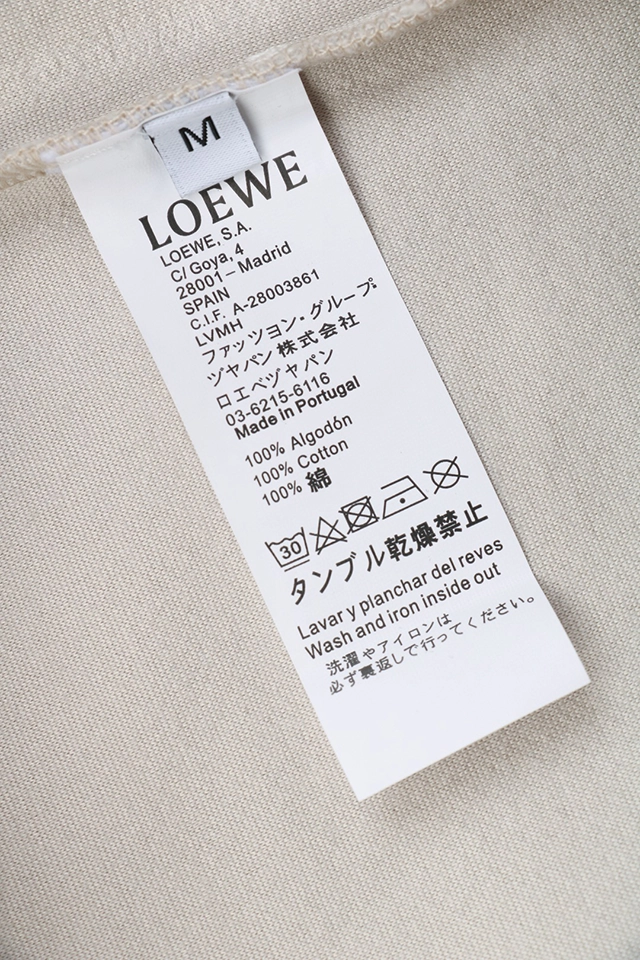 M
LOEWE
LOEWE, S.A.
C/ Goya, 4
28001 – Madrid
SPAIN
C.I.F. A-28003861
LVMH
ファッツヨン・グループ
ヅヤパン株式会社
ロエベヅヤパン
03-6215-6116
Made in Portugal
100% Algodón
100% Cotton
100% 綿
30
タンブル乾燥禁止
Lavar y planchar del reves
Wash and iron inside out
洗濯やアイロンは
必ず裏返しで行ってください。